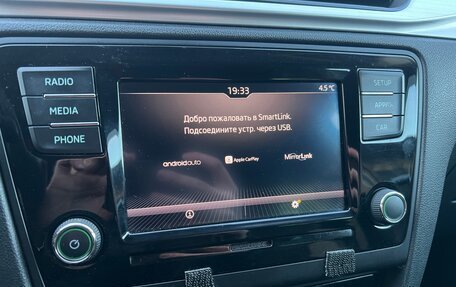 RADIO
MEDIA
PHONE
19:33
4.5°C
Добро пожаловать в SmartLink.
Подсоедините устр. через USB.
androidauto
Apple CarPlay
MirrorLink
SETUP
APPS
CAR